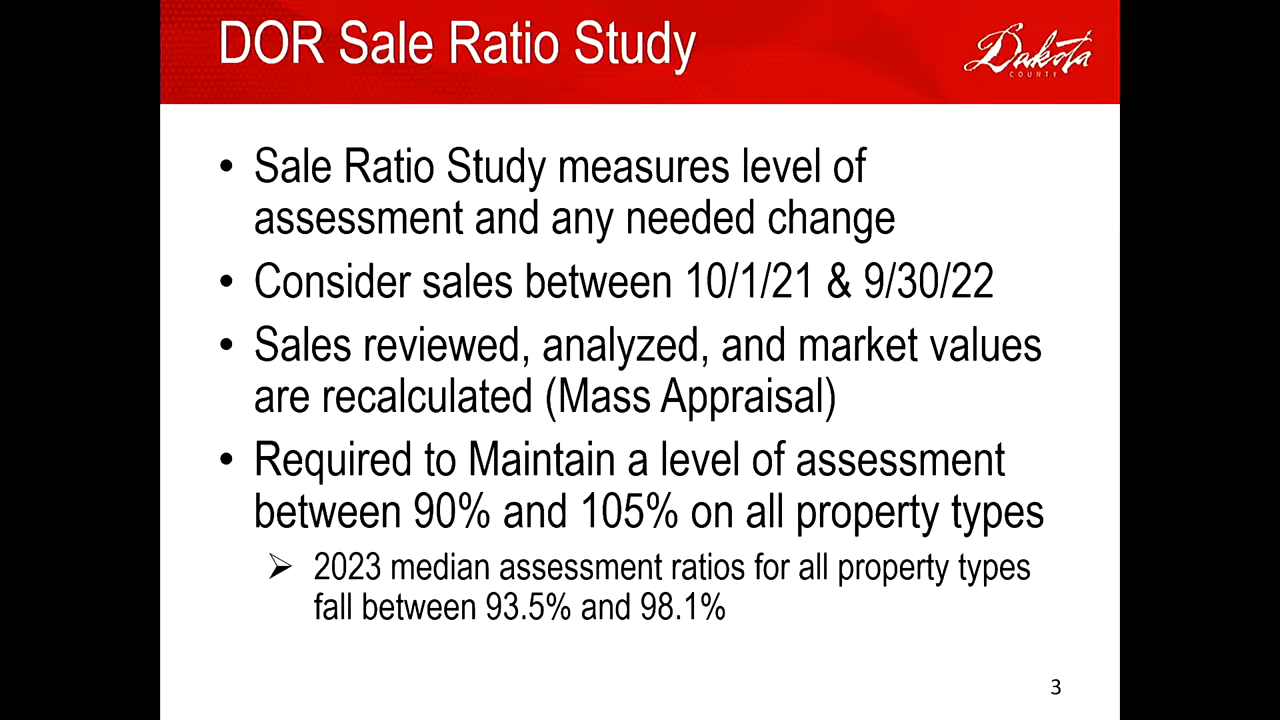 DOR Sale Ratio Study
Dakota
COUNTY
• Sale Ratio Study measures level of
assessment and any needed change
• Consider sales between 10/1/21 & 9/30/22
• Sales reviewed, analyzed, and market values
are recalculated (Mass Appraisal)
• Required to Maintain a level of assessment
between 90% and 105% on all property types
➢ 2023 median assessment ratios for all property types
fall between 93.5% and 98.1%
3